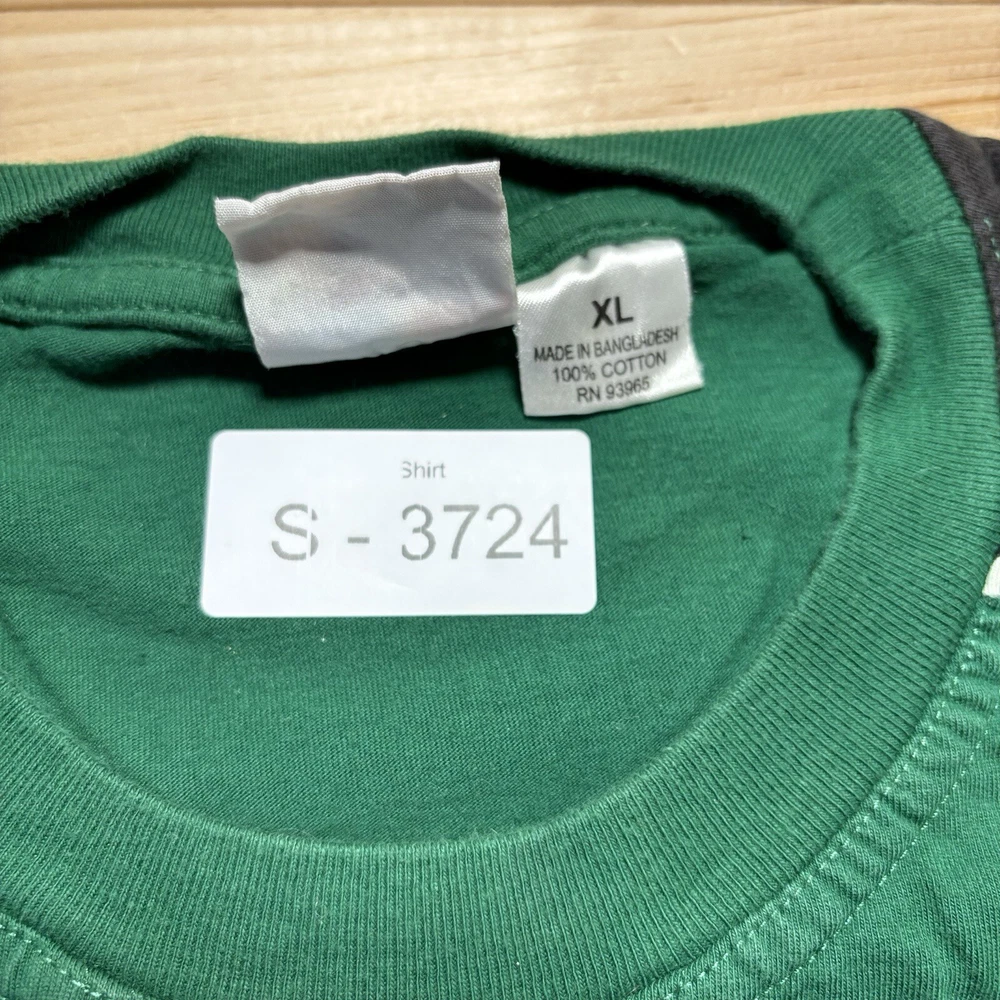 XL
MADE IN BANGLADESH
100% COTTON
RN 93965
Shirt
S - 3724